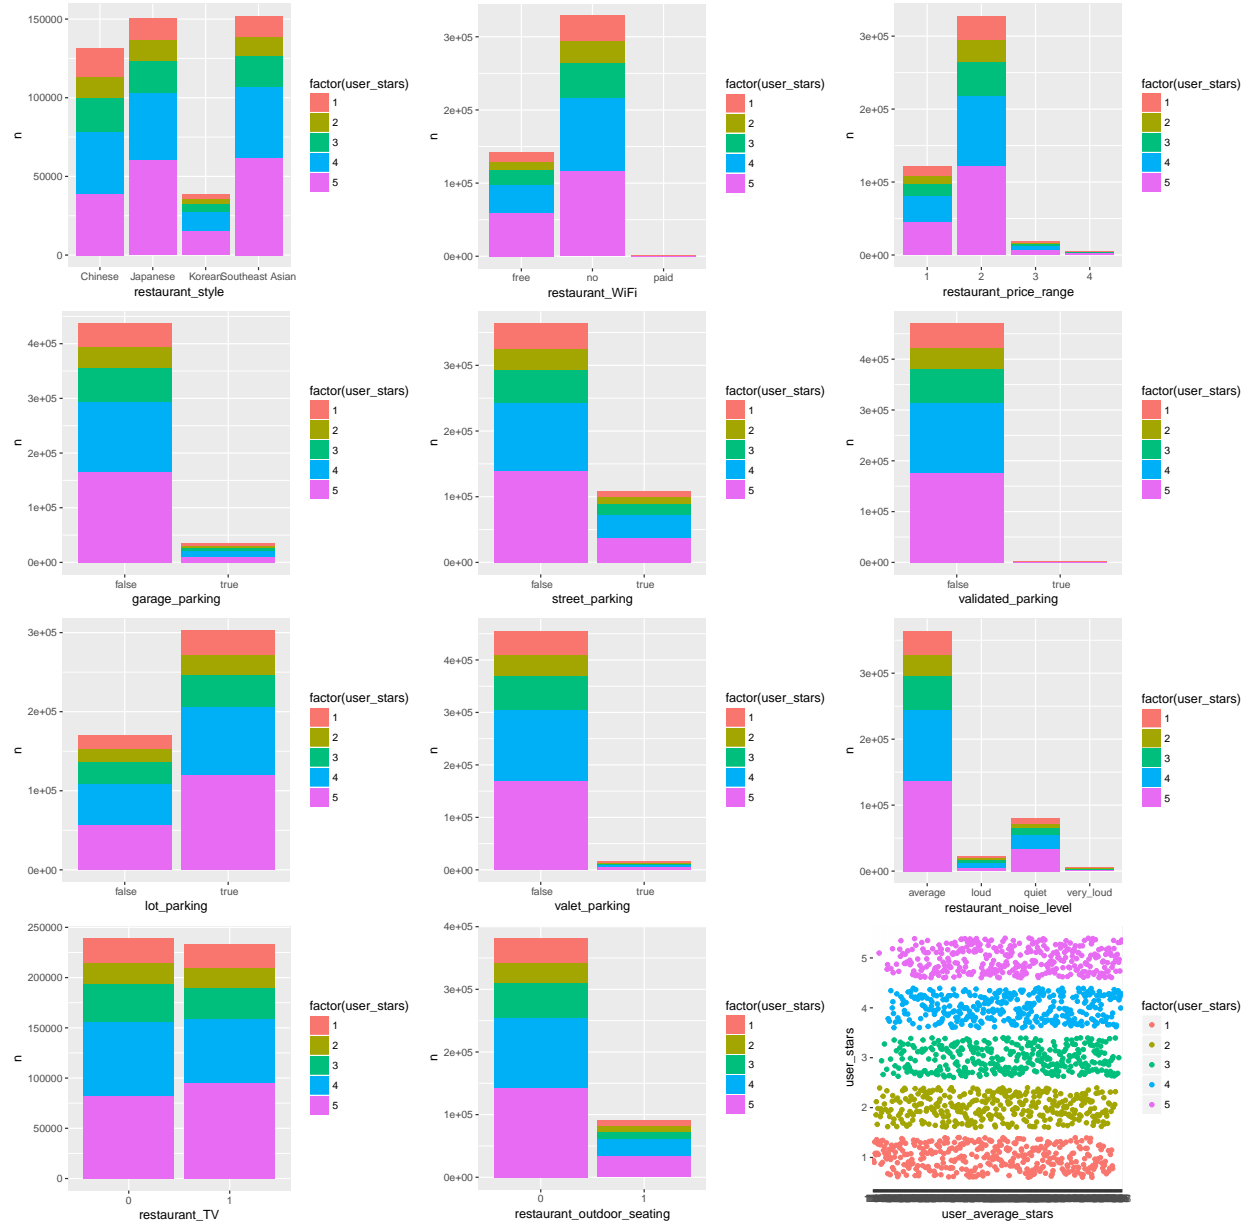 150000
100000
50000
0
n
Chinese Japanese Korean Southeast Asian
restaurant_style
factor(user_stars)
1
2
3
4
5
3e+05
2e+05
1e+05
0e+00
n
free no paid
restaurant_WiFi
factor(user_stars)
1
2
3
4
5
3e+05
2e+05
1e+05
0e+00
n
1 2 3 4
restaurant_price_range
factor(user_stars)
1
2
3
4
5
4e+05
3e+05
2e+05
1e+05
0e+00
n
false true
garage_parking
factor(user_stars)
1
2
3
4
5
3e+05
2e+05
1e+05
0e+00
n
false true
street_parking
factor(user_stars)
1
2
3
4
5
4e+05
3e+05
2e+05
1e+05
0e+00
n
false true
validated_parking
factor(user_stars)
1
2
3
4
5
3e+05
2e+05
1e+05
0e+00
n
false true
lot_parking
factor(user_stars)
1
2
3
4
5
4e+05
3e+05
2e+05
1e+05
0e+00
n
false true
valet_parking
factor(user_stars)
1
2
3
4
5
3e+05
2e+05
1e+05
0e+00
n
average loud quiet very_loud
restaurant_noise_level
factor(user_stars)
1
2
3
4
5
250000
200000
150000
100000
50000
0
n
0 1
restaurant_TV
factor(user_stars)
1
2
3
4
5
4e+05
3e+05
2e+05
1e+05
0e+00
n
0 1
restaurant_outdoor_seating
factor(user_stars)
1
2
3
4
5
5
4
3
2
1
user_stars
user_average_stars
factor(user_stars)
1
2
3
4
5